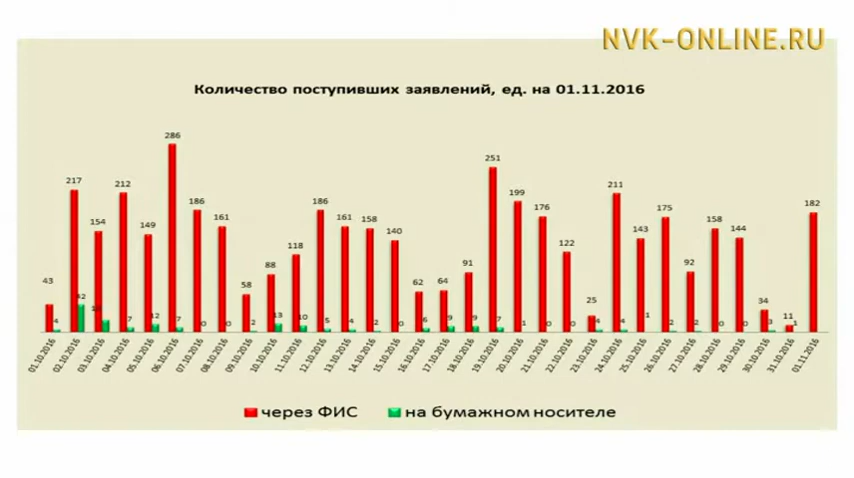 NVK-ONLINE.RU
Количество поступивших заявлений, ед. на 01.11.2016
43 217 154 212 149 286 186 161 58 88 118 186 161 158 140 62 64 91 251 199 176 122 25 211 143 175 92 158 144 34 11 182
4 42 7 12 7 0 0 2 13 10 5 4 2 0 6 9 9 7 1 0 0 4 4 1 2 2 0 0 3 1
01.10.2016 02.10.2016 03.10.2016 04.10.2016 05.10.2016 06.10.2016 07.10.2016 08.10.2016 09.10.2016 10.10.2016 11.10.2016 12.10.2016 13.10.2016 14.10.2016 15.10.2016 16.10.2016 17.10.2016 18.10.2016 19.10.2016 20.10.2016 21.10.2016 22.10.2016 23.10.2016 24.10.2016 25.10.2016 26.10.2016 27.10.2016 28.10.2016 29.10.2016 30.10.2016 31.10.2016 01.11.2016
через ФИС на бумажном носителе